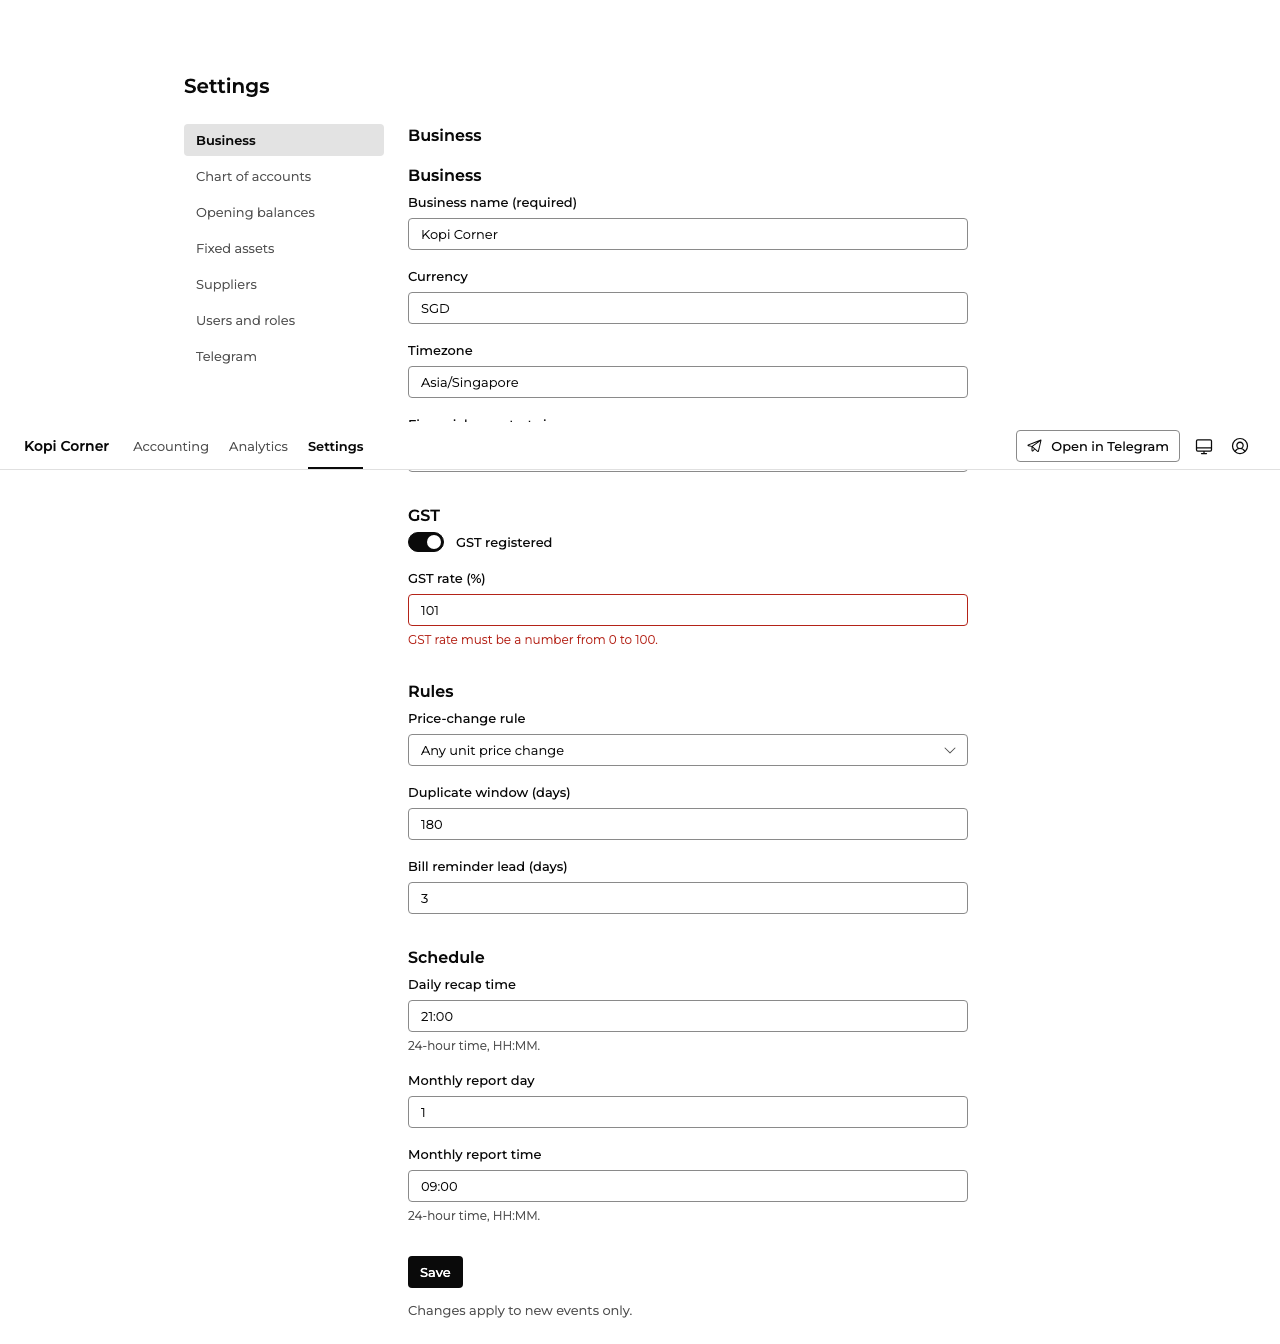 Settings
Business
Chart of accounts
Opening balances
Fixed assets
Suppliers
Users and roles
Telegram
Business
Business
Business name (required)
Kopi Corner
Currency
SGD
Timezone
Asia/Singapore
Kopi Corner Accounting Analytics Settings Open in Telegram
GST
GST registered
GST rate (%)
101
GST rate must be a number from 0 to 100.
Rules
Price-change rule
Any unit price change
Duplicate window (days)
180
Bill reminder lead (days)
3
Schedule
Daily recap time
21:00
24-hour time, HH:MM.
Monthly report day
1
Monthly report time
09:00
24-hour time, HH:MM.
Save
Changes apply to new events only.